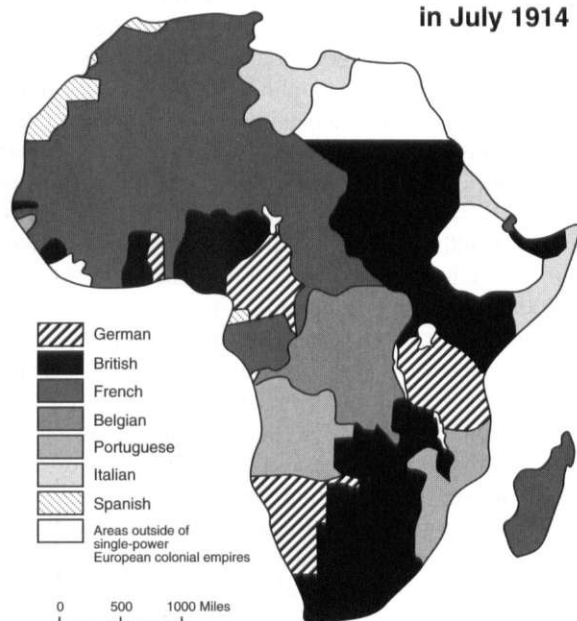 in July 1914
German
British
French
Belgian
Portuguese
Italian
Spanish
Areas outside of
single-power
European colonial empires
0 500 1000 Miles